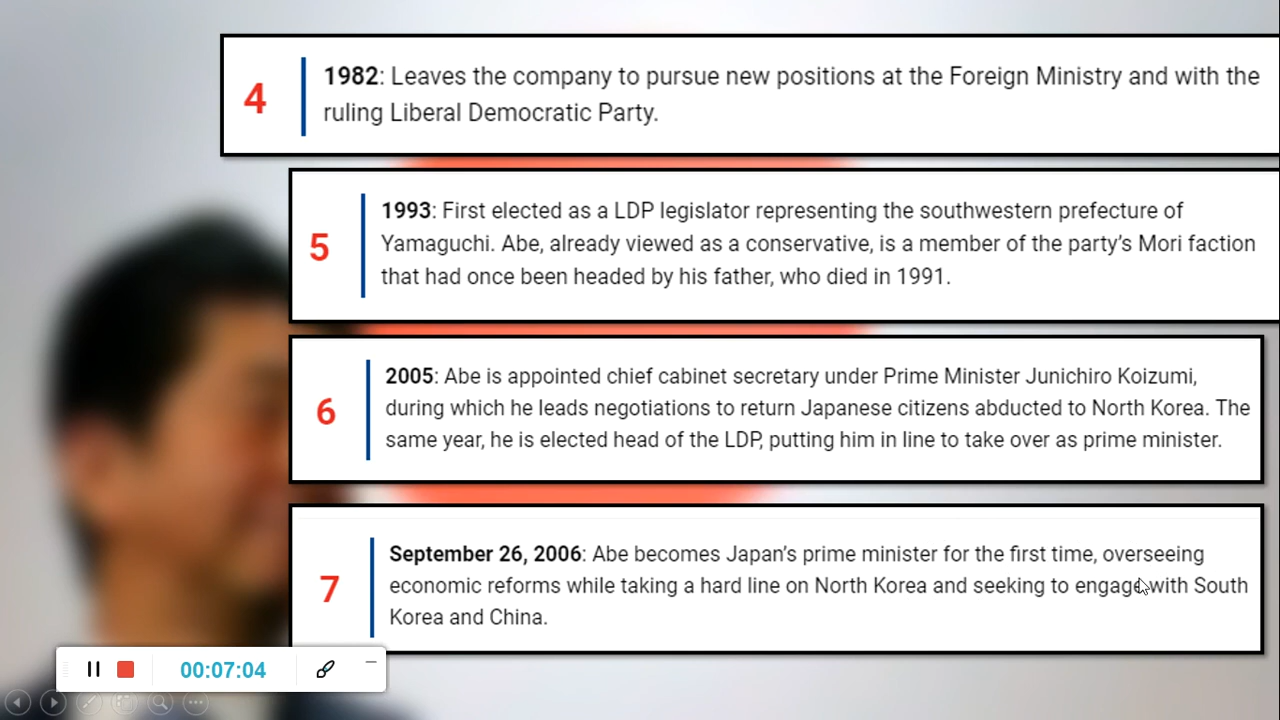 4
1982: Leaves the company to pursue new positions at the Foreign Ministry and with the
ruling Liberal Democratic Party.
5
1993: First elected as a LDP legislator representing the southwestern prefecture of
Yamaguchi. Abe, already viewed as a conservative, is a member of the party’s Mori faction
that had once been headed by his father, who died in 1991.
6
2005: Abe is appointed chief cabinet secretary under Prime Minister Junichiro Koizumi,
during which he leads negotiations to return Japanese citizens abducted to North Korea. The
same year, he is elected head of the LDP, putting him in line to take over as prime minister.
7
September 26, 2006: Abe becomes Japan’s prime minister for the first time, overseeing
economic reforms while taking a hard line on North Korea and seeking to engage with South
Korea and China.
00:07:04